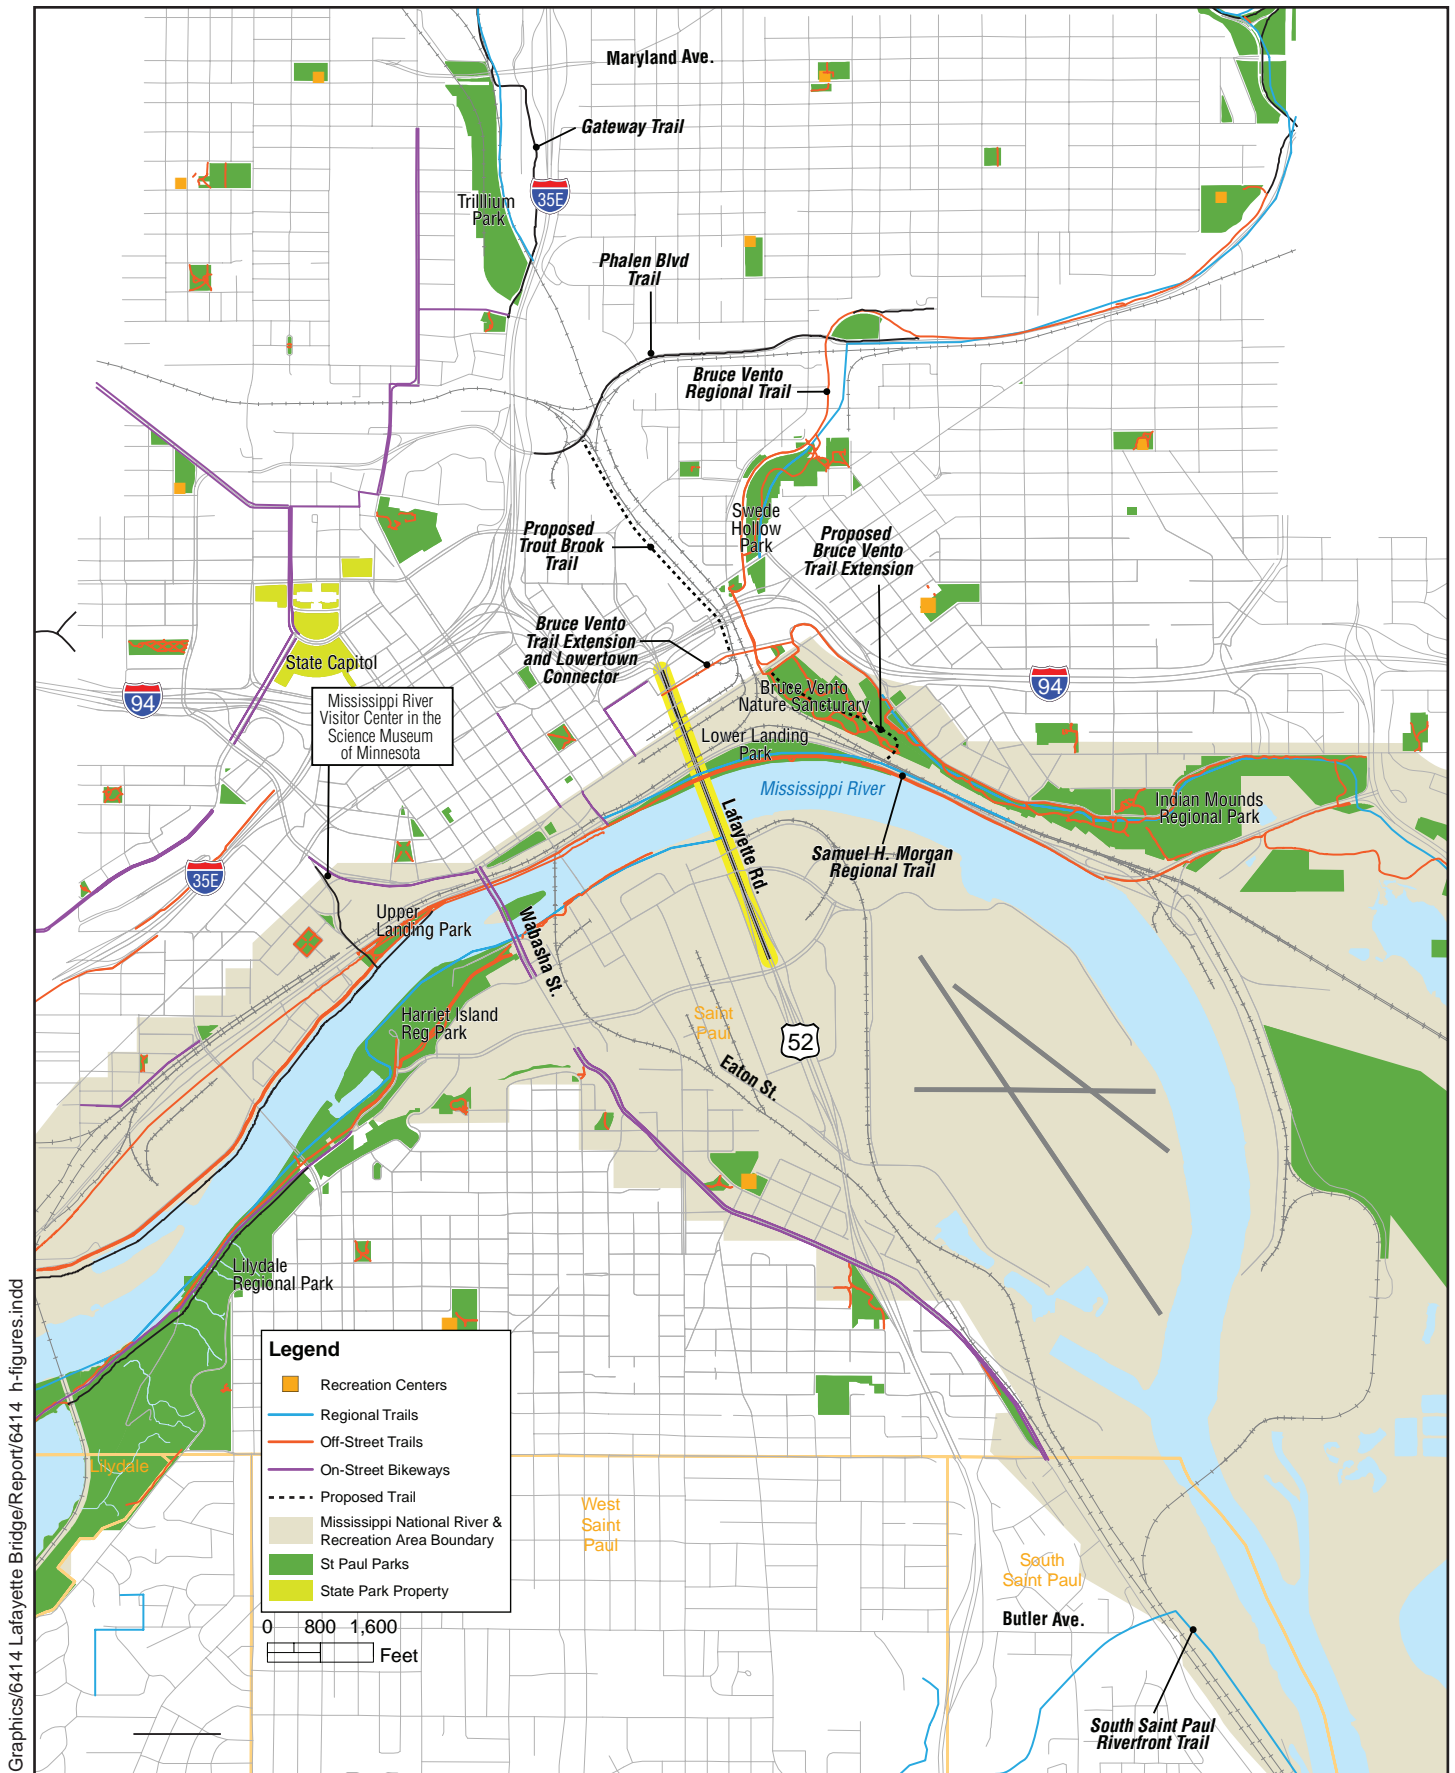 Maryland Ave.
Gateway Trail
35E
Trilllium
Park
Phalen Blvd
Trail
Bruce Vento
Regional Trail
Swede
Hollow
Park
Proposed
Trout Brook
Trail
Proposed
Bruce Vento
Trail Extension
Bruce Vento
Trail Extension
and Lowertown
Connector
State Capitol
94
94
Mississippi River
Visitor Center in the
Science Museum
of Minnesota
Bruce Vento
Nature Sancturary
Lower Landing
Park
Mississippi River
Lafayette Rd.
Indian Mounds
Regional Park
Samuel H. Morgan
Regional Trail
35E
Upper
Landing Park
Wabasha St.
Harriet Island
Reg Park
Saint
Paul
52
Eaton St.
Lilydale
Regional Park
Legend
Recreation Centers
Regional Trails
Off-Street Trails
On-Street Bikeways
Proposed Trail
Mississippi National River &
Recreation Area Boundary
St Paul Parks
State Park Property
0 800 1,600
Feet
Lilydale
West
Saint
Paul
South
Saint Paul
Butler Ave.
South Saint Paul
Riverfront Trail
Graphics/6414 Lafayette Bridge/Report/6414 h-figures.indd